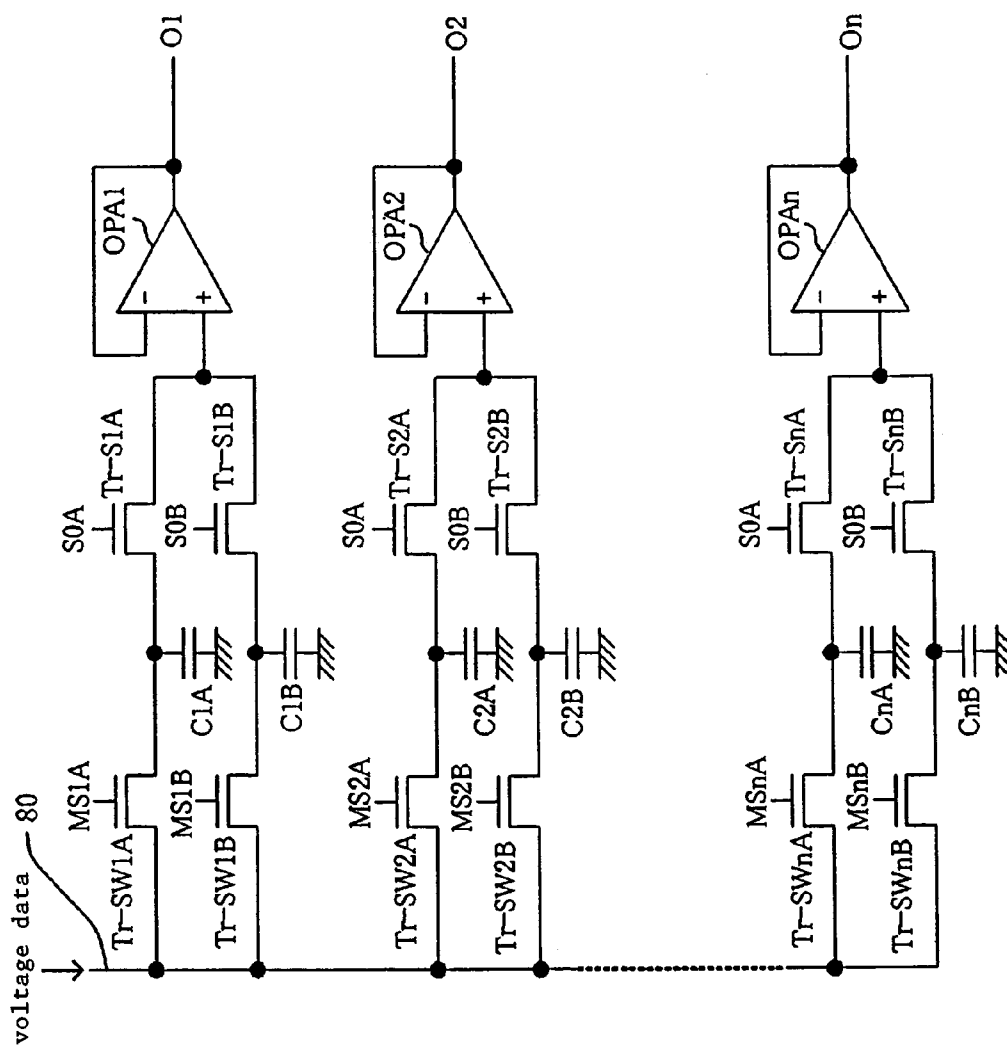 voltage data
80
MS1A
Tr-SW1A
MS1B
Tr-SW1B
C1A
C1B
S0A
Tr-S1A
S0B
Tr-S1B
OPA1
-
+
O1
MS2A
Tr-SW2A
MS2B
Tr-SW2B
C2A
C2B
S0A
Tr-S2A
S0B
Tr-S2B
OPA2
-
+
O2
MSnA
Tr-SWnA
MSnB
Tr-SWnB
CnA
CnB
S0A
Tr-SnA
S0B
Tr-SnB
OPAn
-
+
On